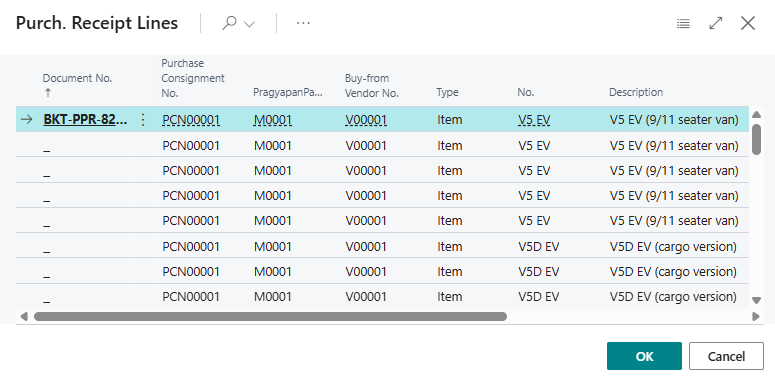 Purch. Receipt Lines
Document No. ↑ Purchase Consignment No. PragyapanPa... Buy-from Vendor No. Type No. Description
→ BKT-PPR-82... ⋮ PCN00001 M0001 V00001 Item V5 EV V5 EV (9/11 seater van)
_ PCN00001 M0001 V00001 Item V5 EV V5 EV (9/11 seater van)
_ PCN00001 M0001 V00001 Item V5 EV V5 EV (9/11 seater van)
_ PCN00001 M0001 V00001 Item V5 EV V5 EV (9/11 seater van)
_ PCN00001 M0001 V00001 Item V5 EV V5 EV (9/11 seater van)
_ PCN00001 M0001 V00001 Item V5D EV V5D EV (cargo version)
_ PCN00001 M0001 V00001 Item V5D EV V5D EV (cargo version)
_ PCN00001 M0001 V00001 Item V5D EV V5D EV (cargo version)
OK Cancel